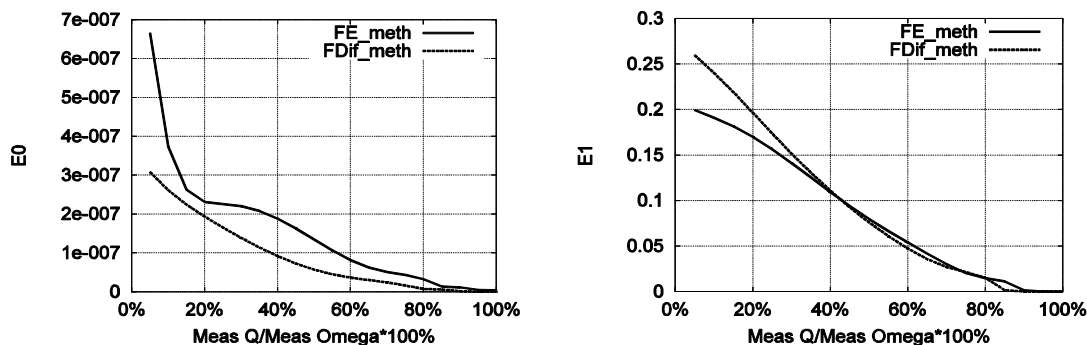 7e-007
6e-007
5e-007
4e-007
3e-007
2e-007
1e-007
0
E0
FE_meth
FDif_meth
0% 20% 40% 60% 80% 100%
Meas Q/Meas Omega*100%
0.3
0.25
0.2
0.15
0.1
0.05
0
E1
FE_meth
FDif_meth
0% 20% 40% 60% 80% 100%
Meas Q/Meas Omega*100%